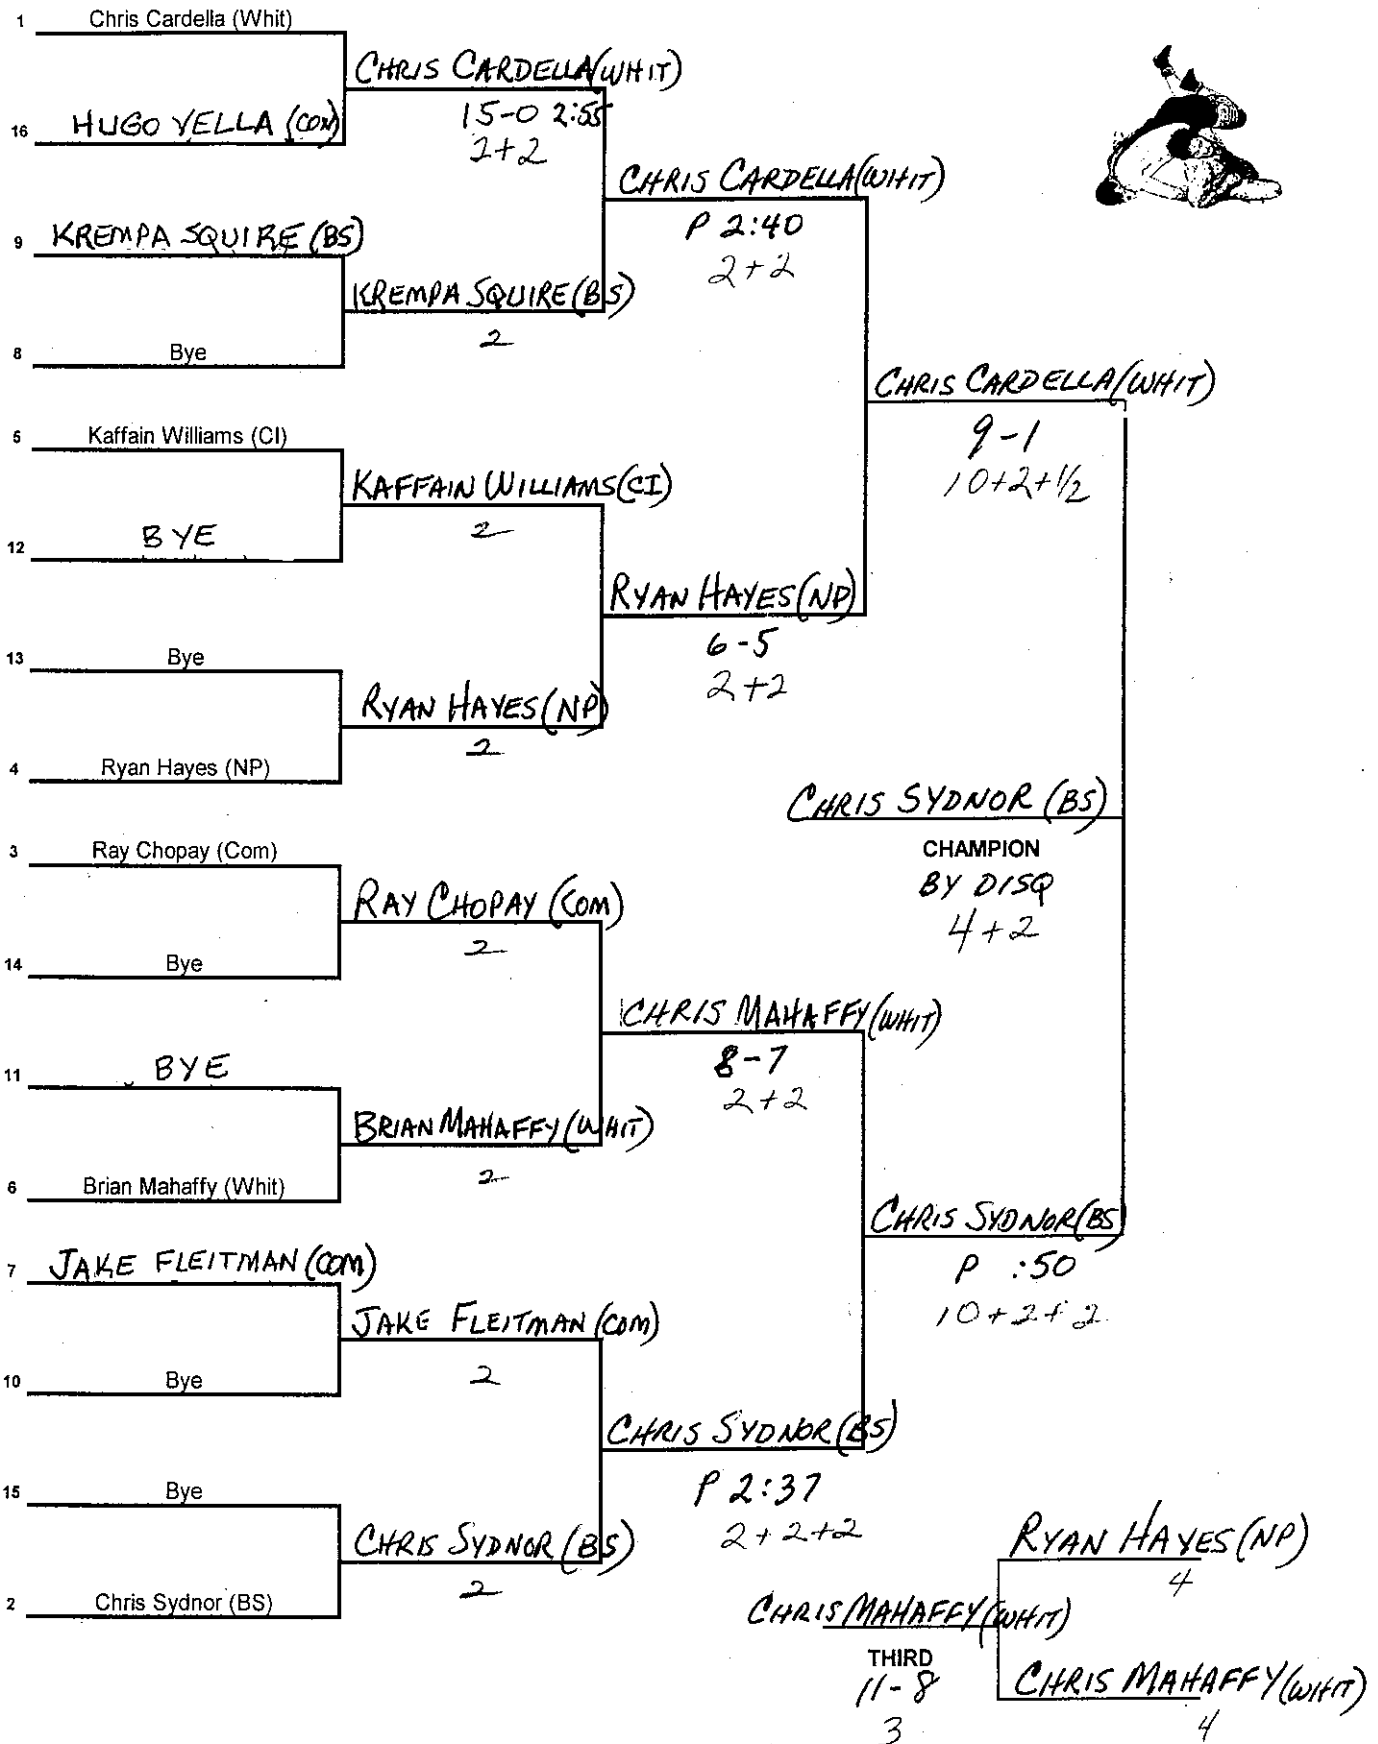 1 Chris Cardella (Whit)
CHRIS CARDELLA (WHIT)
15-0 2:55
2+2
16 HUGO VELLA (COM)
CHRIS CARDELLA (WHIT)
P 2:40
2+2
9 KREMPA SQUIRE (BS)
KREMPA SQUIRE (BS)
2
8 Bye
CHRIS CARDELLA (WHIT)
9-1
10+2+1/2
5 Kaffain Williams (CI)
KAFFAIN WILLIAMS (CI)
2
12 BYE
RYAN HAYES (NP)
6-5
2+2
13 Bye
RYAN HAYES (NP)
2
4 Ryan Hayes (NP)
CHRIS SYDNOR (BS)
CHAMPION
BY DISQ
4+2
3 Ray Chopay (Com)
RAY CHOPAY (COM)
2
14 Bye
CHRIS MAHAFFY (WHIT)
8-7
2+2
11 BYE
BRIAN MAHAFFY (WHIT)
2
6 Brian Mahaffy (Whit)
CHRIS SYDNOR (BS)
P :50
10+2+2
7 JAKE FLEITMAN (COM)
JAKE FLEITMAN (COM)
2
10 Bye
CHRIS SYDNOR (BS)
P 2:37
2+2+2
15 Bye
CHRIS SYDNOR (BS)
2
2 Chris Sydnor (BS)
RYAN HAYES (NP)
4
CHRIS MAHAFFY (WHIT)
THIRD
11-8
3
CHRIS MAHAFFY (WHIT)
4